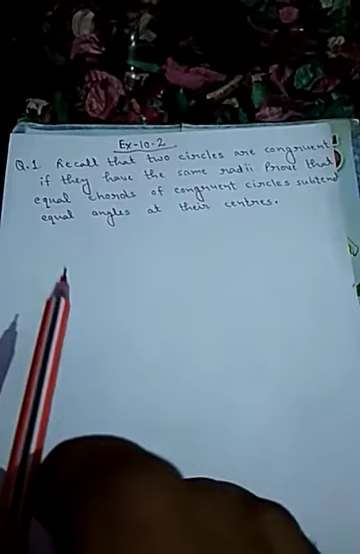 Ex-10.2
Q.1 Recall that two circles are congruent
if they have the same radii Prove that
equal chords of congruent circles subtend
equal angles at their centres.